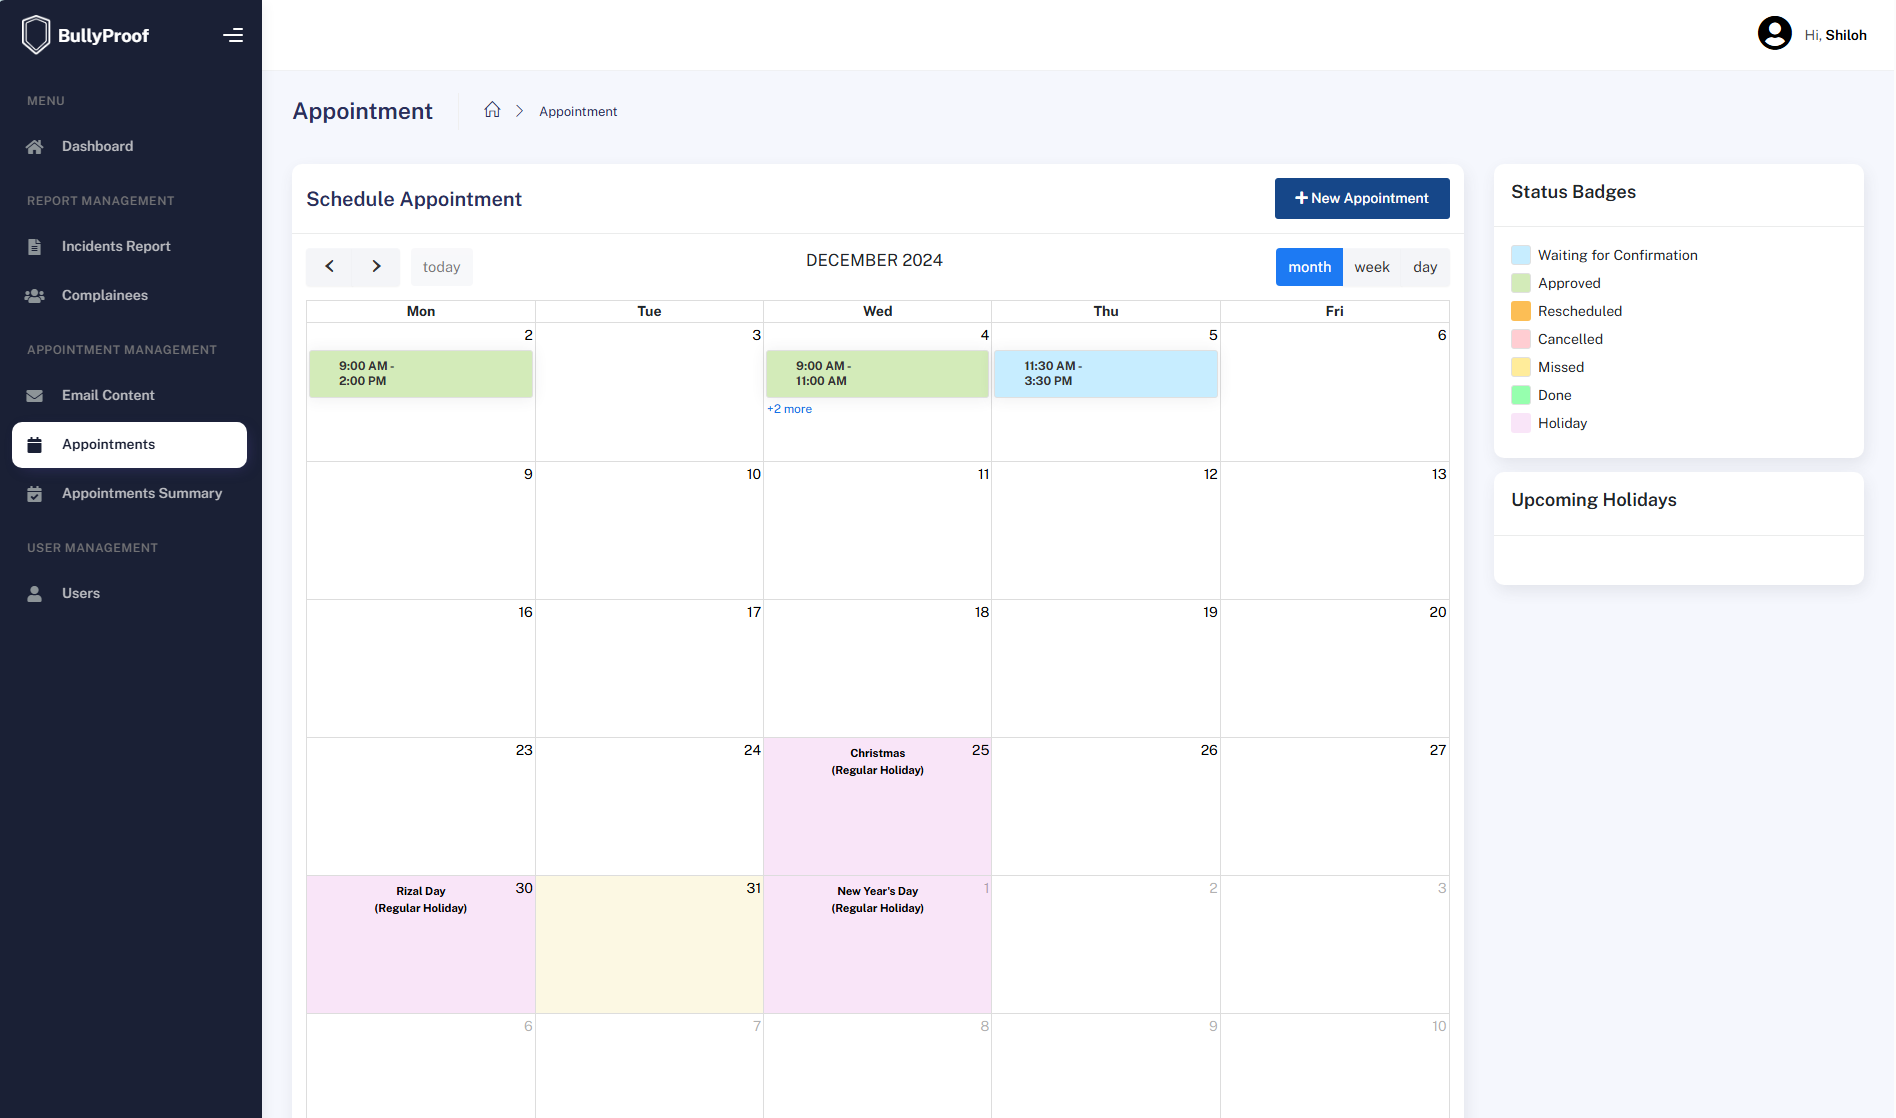 BullyProof
Hi, Shiloh
MENU
Dashboard
REPORT MANAGEMENT
Incidents Report
Complainees
APPOINTMENT MANAGEMENT
Email Content
Appointments
Appointments Summary
USER MANAGEMENT
Users
Appointment
Appointment
Schedule Appointment
New Appointment
today
DECEMBER 2024
month week day
Mon Tue Wed Thu Fri
2 3 4 5 6
9:00 AM -
2:00 PM
9:00 AM -
11:00 AM
+2 more
11:30 AM -
3:30 PM
9 10 11 12 13
16 17 18 19 20
23 24 25 26 27
Christmas
(Regular Holiday)
30 31 1 2 3
Rizal Day
(Regular Holiday)
New Year's Day
(Regular Holiday)
6 7 8 9 10
Status Badges
Waiting for Confirmation
Approved
Rescheduled
Cancelled
Missed
Done
Holiday
Upcoming Holidays